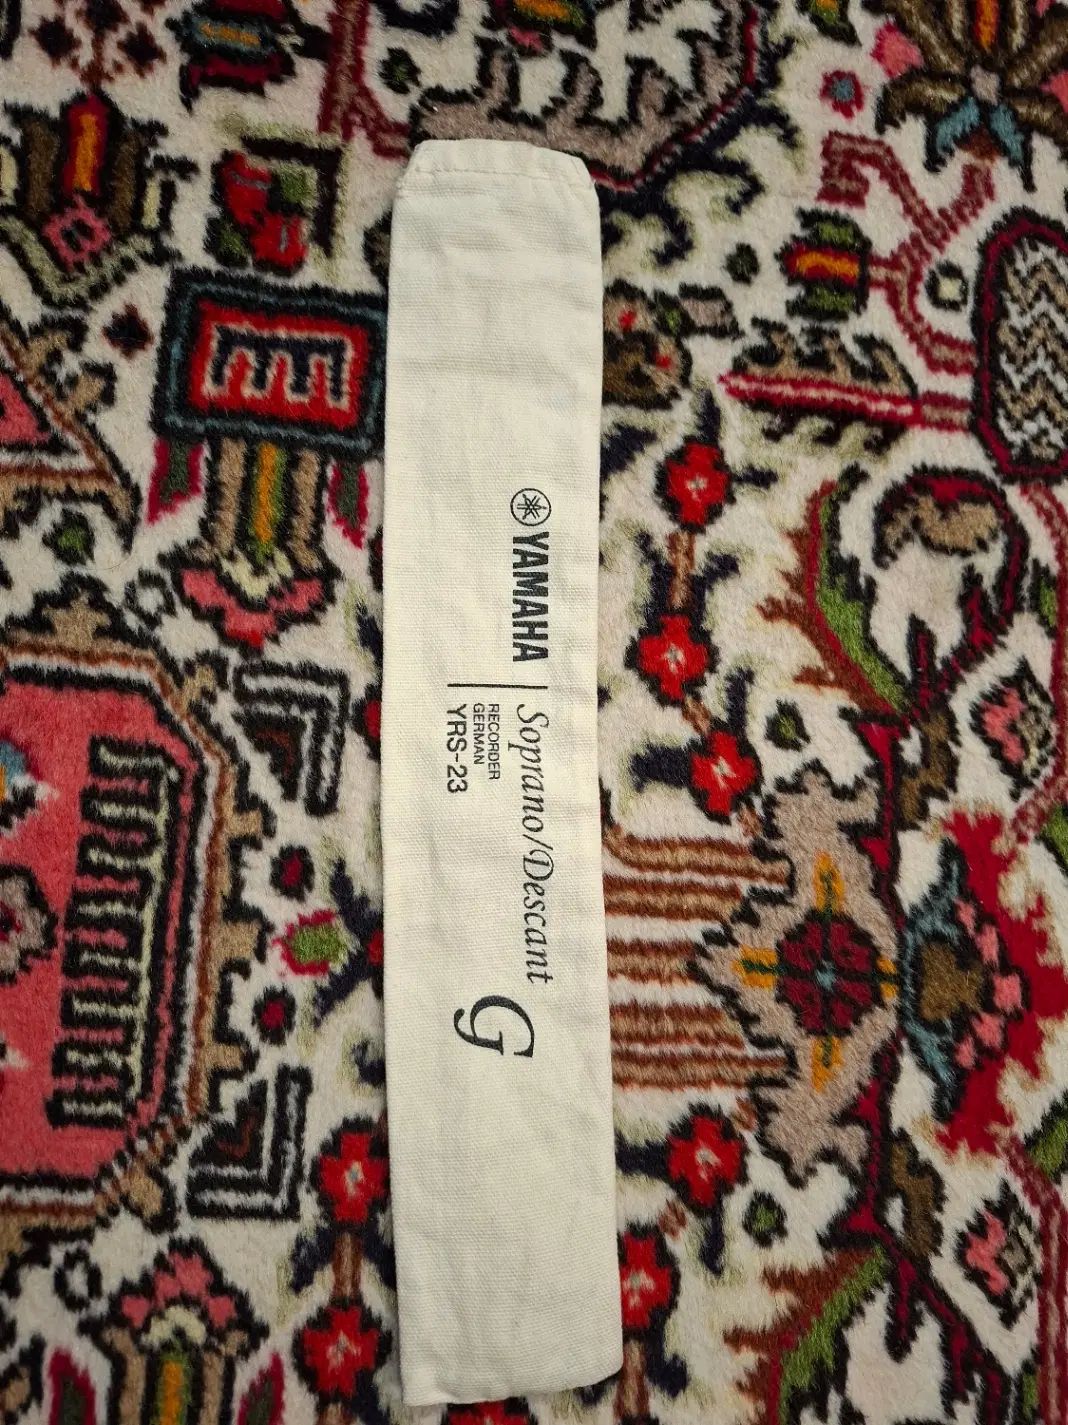 YAMAHA
Soprano/Descant
RECORDER
GERMAN
YRS-23
G